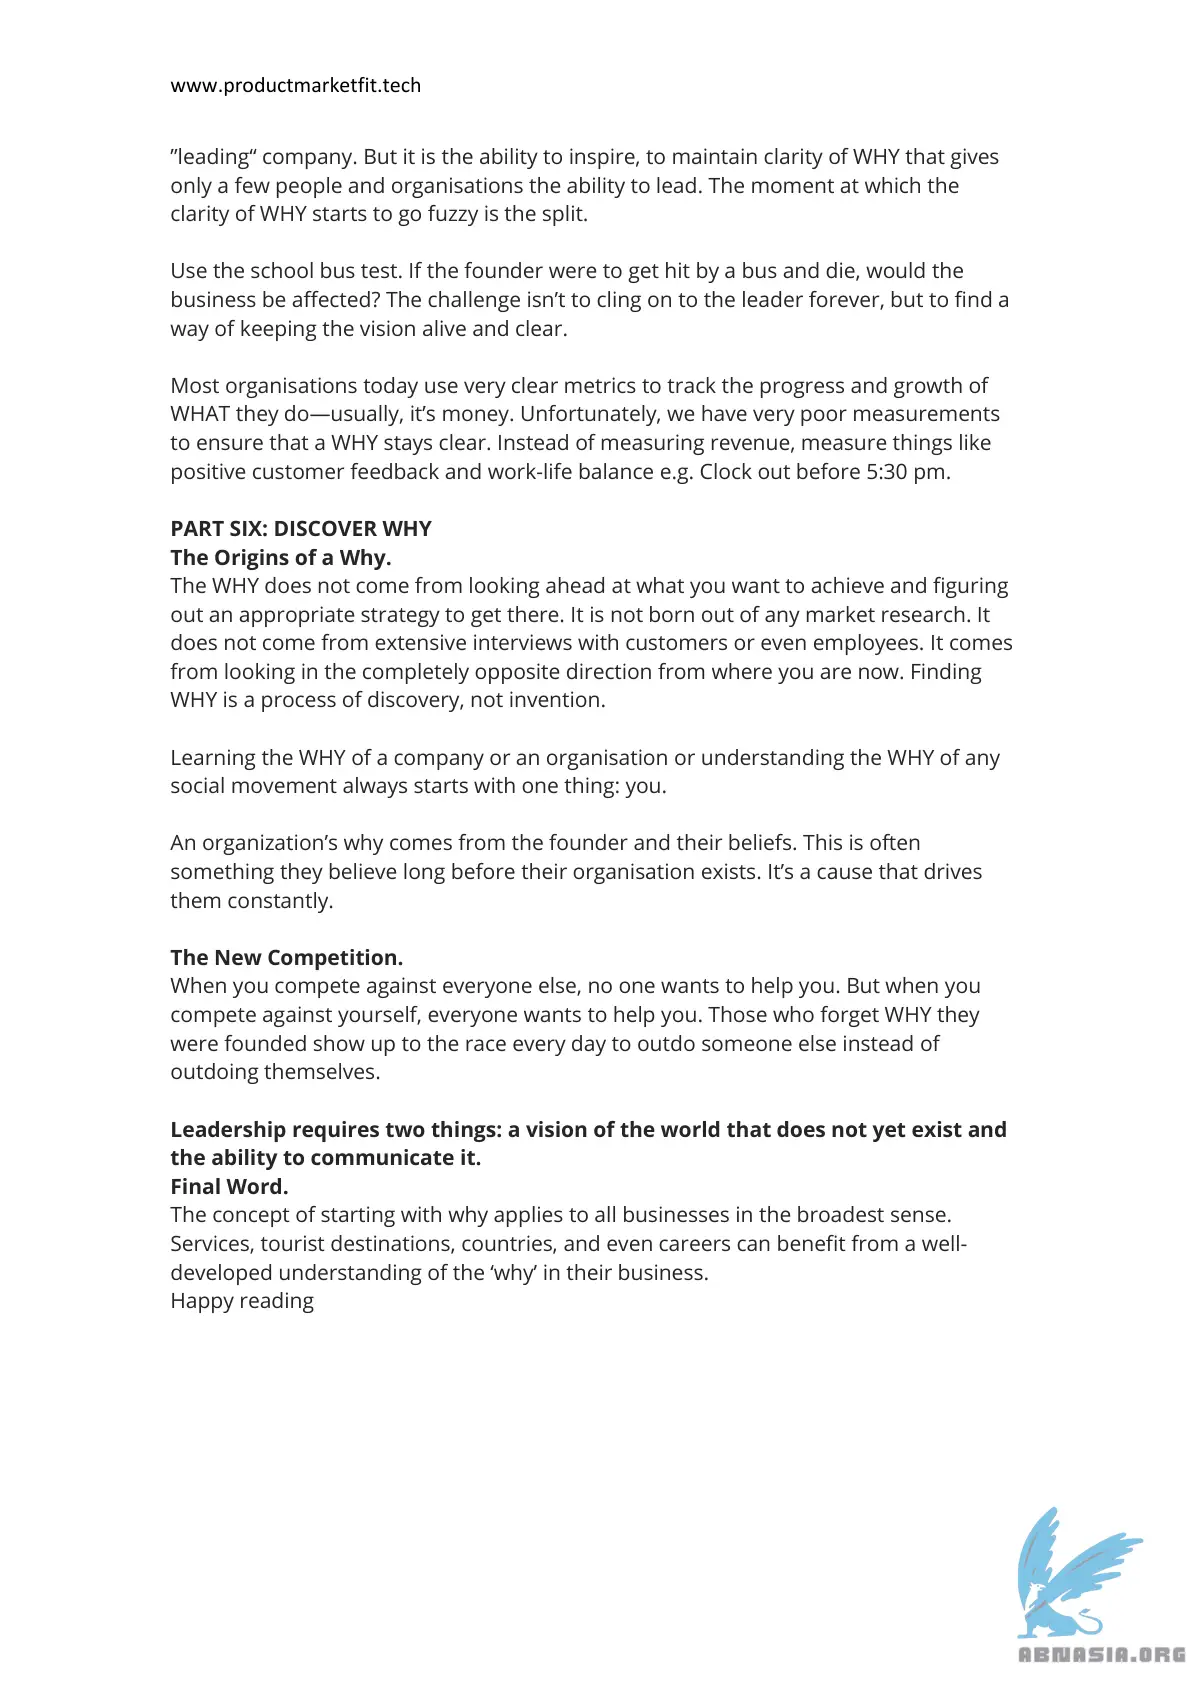 www.productmarketfit.tech
”leading“ company. But it is the ability to inspire, to maintain clarity of WHY that gives
only a few people and organisations the ability to lead. The moment at which the
clarity of WHY starts to go fuzzy is the split.
Use the school bus test. If the founder were to get hit by a bus and die, would the
business be affected? The challenge isn’t to cling on to the leader forever, but to find a
way of keeping the vision alive and clear.
Most organisations today use very clear metrics to track the progress and growth of
WHAT they do—usually, it’s money. Unfortunately, we have very poor measurements
to ensure that a WHY stays clear. Instead of measuring revenue, measure things like
positive customer feedback and work-life balance e.g. Clock out before 5:30 pm.
PART SIX: DISCOVER WHY
The Origins of a Why.
The WHY does not come from looking ahead at what you want to achieve and figuring
out an appropriate strategy to get there. It is not born out of any market research. It
does not come from extensive interviews with customers or even employees. It comes
from looking in the completely opposite direction from where you are now. Finding
WHY is a process of discovery, not invention.
Learning the WHY of a company or an organisation or understanding the WHY of any
social movement always starts with one thing: you.
An organization’s why comes from the founder and their beliefs. This is often
something they believe long before their organisation exists. It’s a cause that drives
them constantly.
The New Competition.
When you compete against everyone else, no one wants to help you. But when you
compete against yourself, everyone wants to help you. Those who forget WHY they
were founded show up to the race every day to outdo someone else instead of
outdoing themselves.
Leadership requires two things: a vision of the world that does not yet exist and
the ability to communicate it.
Final Word.
The concept of starting with why applies to all businesses in the broadest sense.
Services, tourist destinations, countries, and even careers can benefit from a well-
developed understanding of the ‘why’ in their business.
Happy reading
ABNASIA.ORG